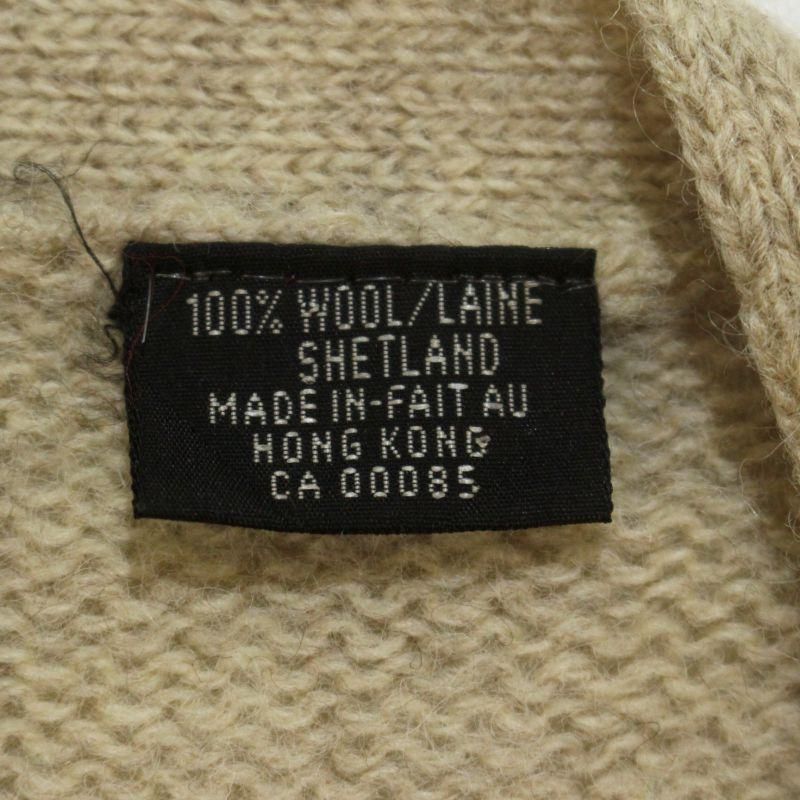 100% WOOL/LAINE
SHETLAND
MADE IN-FAIT AU
HONG KONG
CA 00085